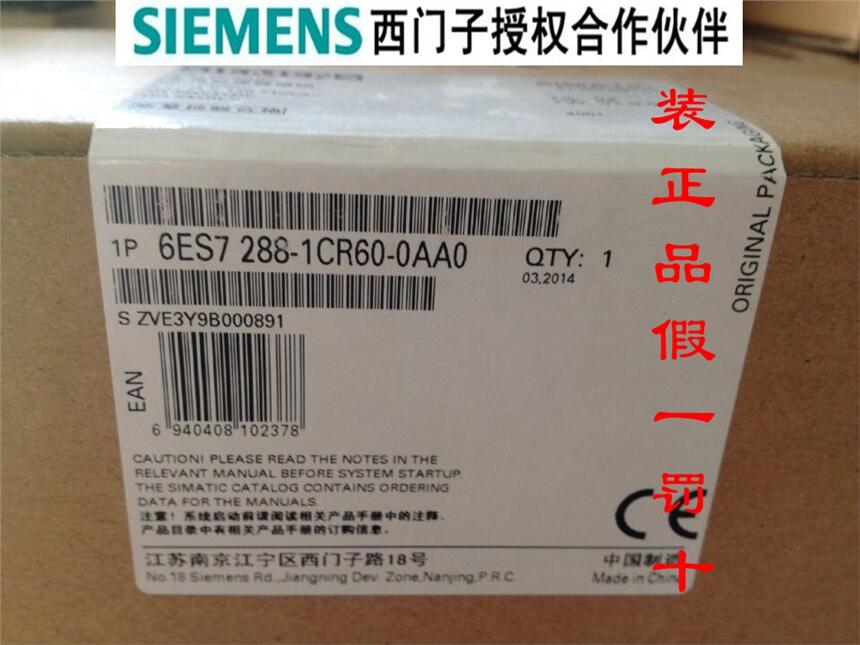 SIEMENS 西门子授权合作伙伴
装正品假一罚十
ORIGINAL PACKA
1P 6ES7 288-1CR60-0AA0 QTY: 1
03,2014
S ZVE3Y9B000891
EAN
6 940408 102378
CAUTION! PLEASE READ THE NOTES IN THE
RELEVANT MANUAL BEFORE SYSTEM STARTUP.
THE SIMATIC CATALOG CONTAINS ORDERING
DATA FOR THE MANUALS.
注意！系统启动前请阅读相关产品手册中的注释，
产品目录中有相关产品手册的订购信息。
CE
江苏南京江宁区西门子路18号 中国制造
No.18 Siemens Rd.,Jiangning Dev. Zone,Nanjing,P.R.C. Made in China